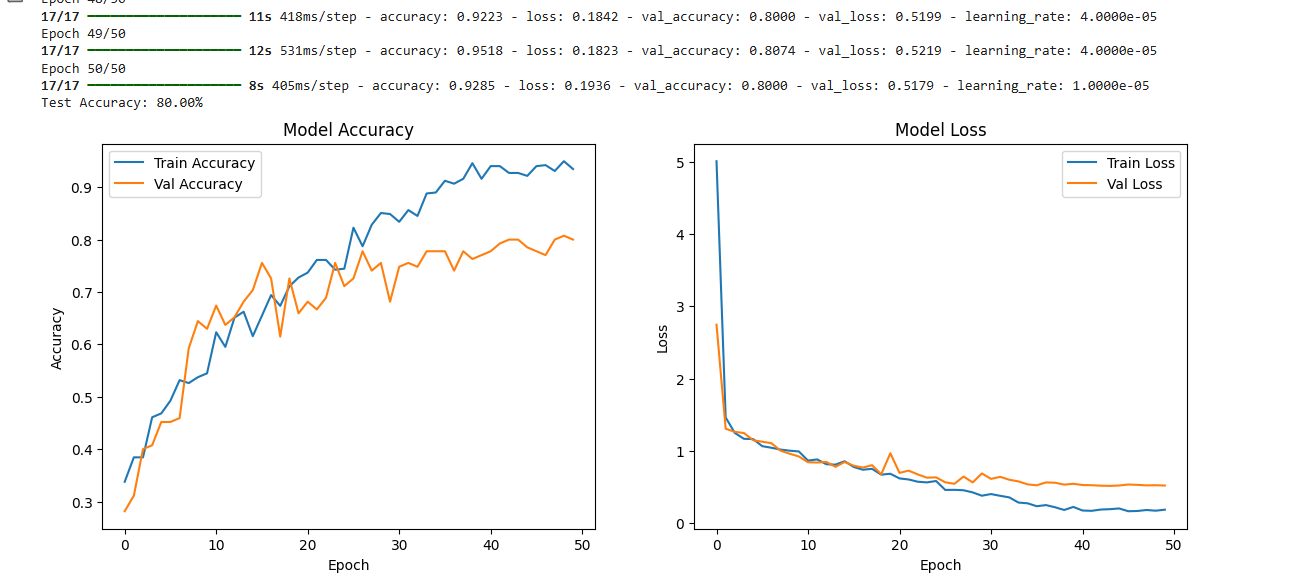 Epoch 48/50
17/17 ━━━━━━━━━━━━━━━━━━━━ 11s 418ms/step - accuracy: 0.9223 - loss: 0.1842 - val_accuracy: 0.8000 - val_loss: 0.5199 - learning_rate: 4.0000e-05
Epoch 49/50
17/17 ━━━━━━━━━━━━━━━━━━━━ 12s 531ms/step - accuracy: 0.9518 - loss: 0.1823 - val_accuracy: 0.8074 - val_loss: 0.5219 - learning_rate: 4.0000e-05
Epoch 50/50
17/17 ━━━━━━━━━━━━━━━━━━━━ 8s 405ms/step - accuracy: 0.9285 - loss: 0.1936 - val_accuracy: 0.8000 - val_loss: 0.5179 - learning_rate: 1.0000e-05
Test Accuracy: 80.00%
Model Accuracy
Train Accuracy
Val Accuracy
0.9
0.8
0.7
0.6
0.5
0.4
0.3
Accuracy
0 10 20 30 40 50
Epoch
Model Loss
Train Loss
Val Loss
5
4
3
2
1
0
Loss
0 10 20 30 40 50
Epoch